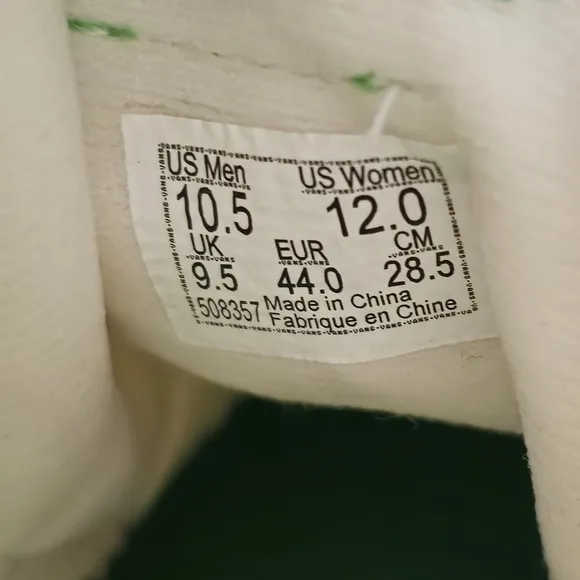 US Men US Women
10.5 12.0
UK EUR CM
9.5 44.0 28.5
508357 Made in China
Fabrique en Chine